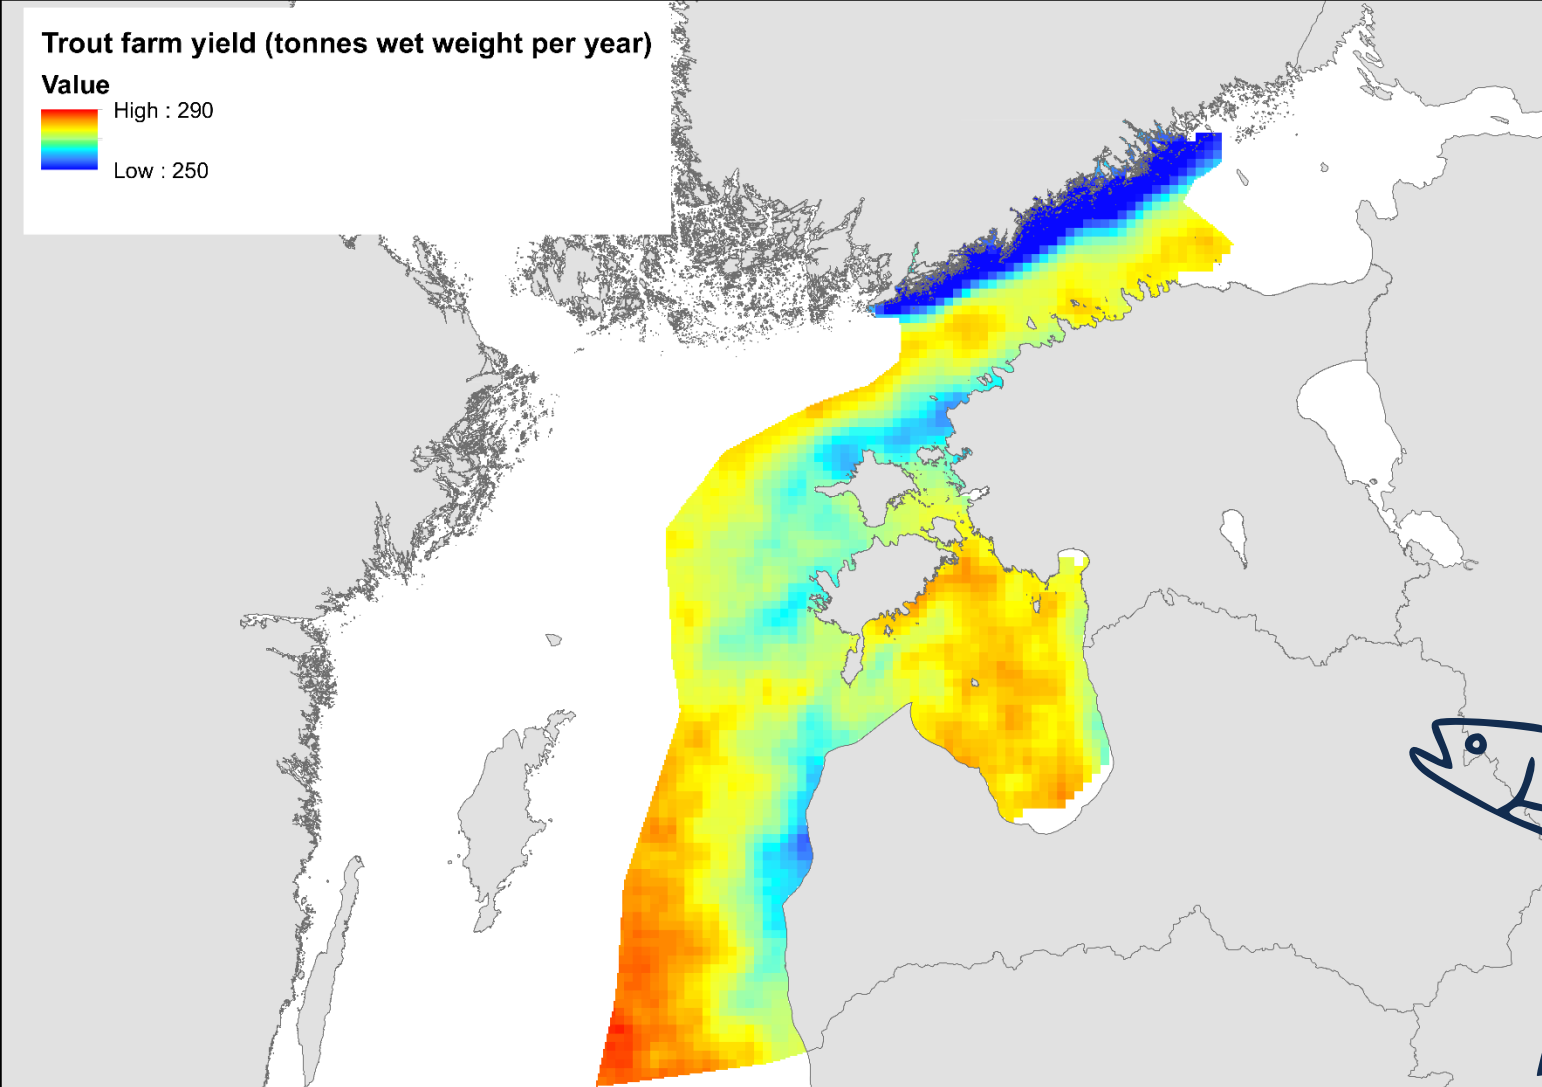 Trout farm yield (tonnes wet weight per year)
Value
High : 290
Low : 250